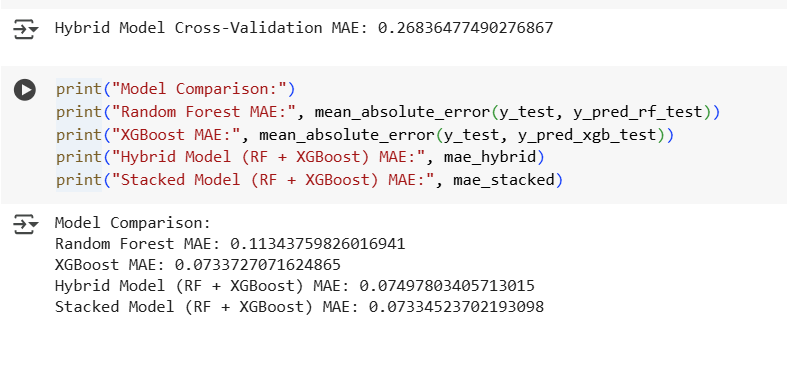 Hybrid Model Cross-Validation MAE: 0.26836477490276867
print("Model Comparison:")
print("Random Forest MAE:", mean_absolute_error(y_test, y_pred_rf_test))
print("XGBoost MAE:", mean_absolute_error(y_test, y_pred_xgb_test))
print("Hybrid Model (RF + XGBoost) MAE:", mae_hybrid)
print("Stacked Model (RF + XGBoost) MAE:", mae_stacked)
Model Comparison:
Random Forest MAE: 0.11343759826016941
XGBoost MAE: 0.0733727071624865
Hybrid Model (RF + XGBoost) MAE: 0.07497803405713015
Stacked Model (RF + XGBoost) MAE: 0.07334523702193098